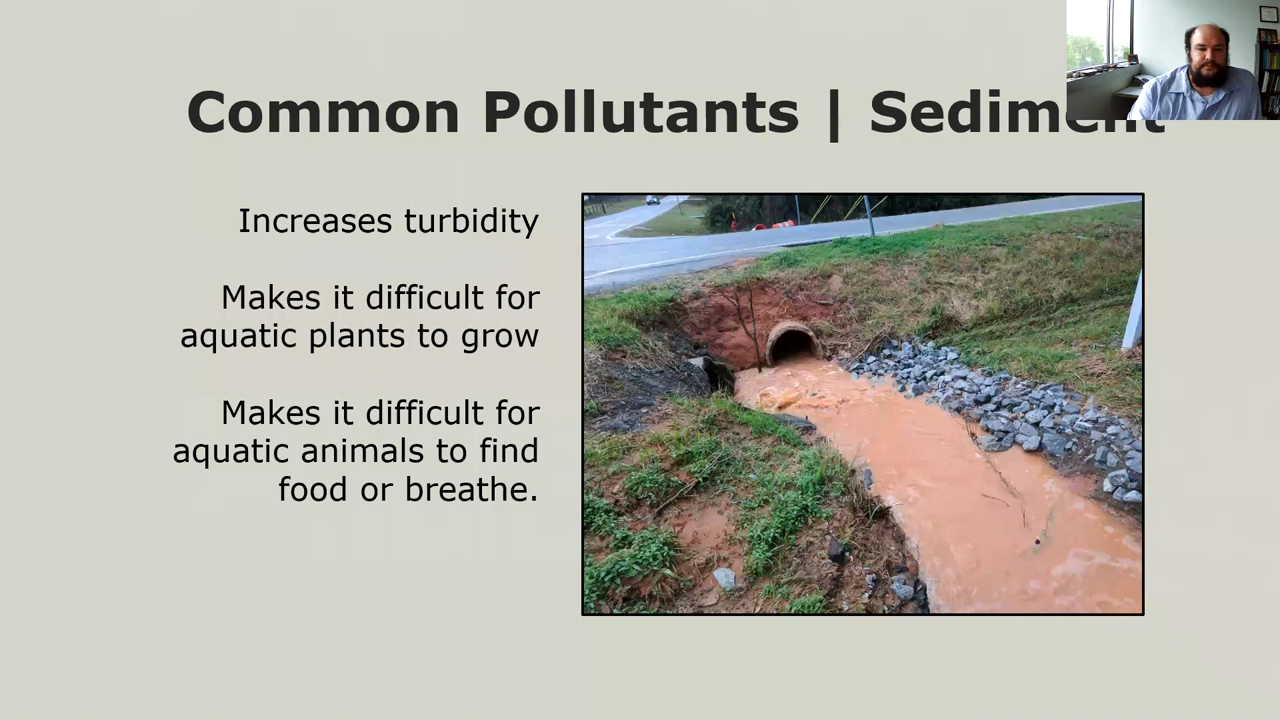 Common Pollutants | Sediment
Increases turbidity
Makes it difficult for
aquatic plants to grow
Makes it difficult for
aquatic animals to find
food or breathe.